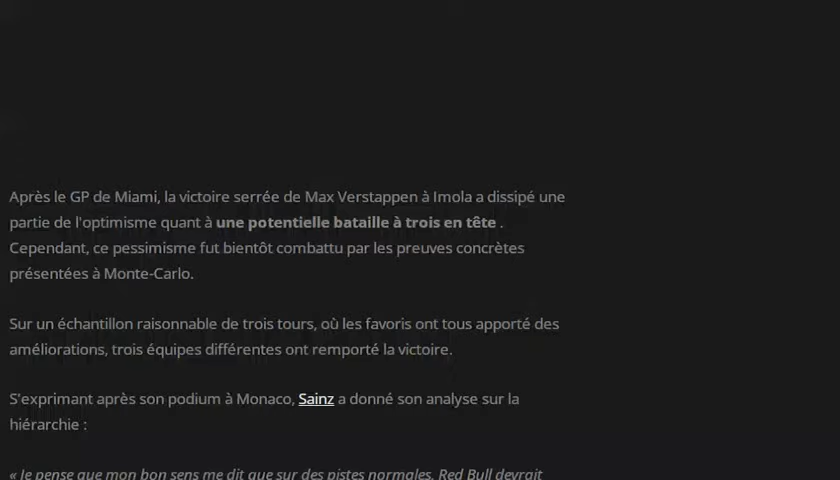 Après le GP de Miami, la victoire serrée de Max Verstappen à Imola a dissipé une
partie de l'optimisme quant à une potentielle bataille à trois en tête .
Cependant, ce pessimisme fut bientôt combattu par les preuves concrètes
présentées à Monte-Carlo.
Sur un échantillon raisonnable de trois tours, où les favoris ont tous apporté des
améliorations, trois équipes différentes ont remporté la victoire.
S'exprimant après son podium à Monaco, Sainz a donné son analyse sur la
hiérarchie :
« Je pense que mon bon sens me dit que sur des pistes normales, Red Bull devrait